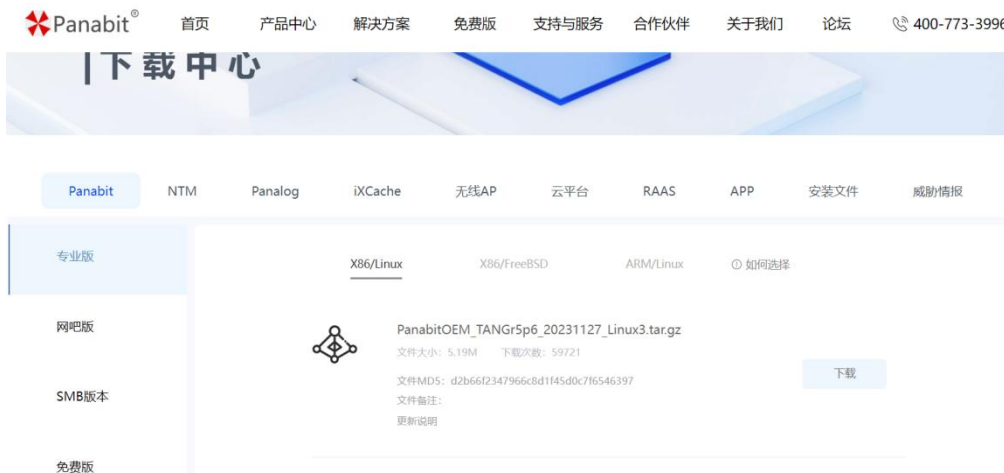 Panabit® 首页 产品中心 解决方案 免费版 支持与服务 合作伙伴 关于我们 论坛 400-773-3996
下载中心
Panabit NTM Panalog iXCache 无线AP 云平台 RAAS APP 安装文件 威胁情报
专业版
X86/Linux X86/FreeBSD ARM/Linux 如何选择
网吧版
PanabitOEM_TANGr5p6_20231127_Linux3.tar.gz
文件大小：5.19M 下载次数：59721
下载
文件MD5：d2b66f2347966c8d1f45d0c7f6546397
SMB版本
文件备注：
更新说明
免费版